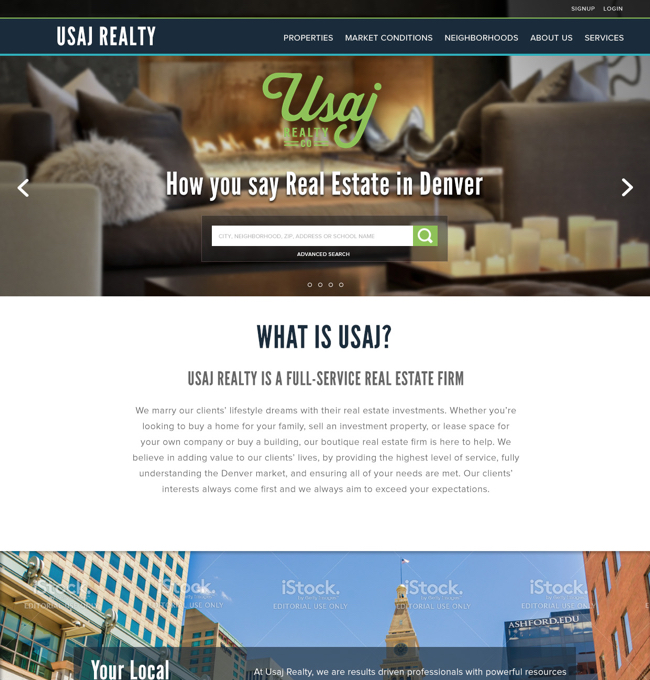 SIGNUP LOGIN
USAJ REALTY
PROPERTIES MARKET CONDITIONS NEIGHBORHOODS ABOUT US SERVICES
Usaj
REALTY
CO
How you say Real Estate in Denver
CITY, NEIGHBORHOOD, ZIP, ADDRESS OR SCHOOL NAME
ADVANCED SEARCH
WHAT IS USAJ?
USAJ REALTY IS A FULL-SERVICE REAL ESTATE FIRM
We marry our clients' lifestyle dreams with their real estate investments. Whether you're
looking to buy a home for your family, sell an investment property, or lease space for
your own company or buy a building, our boutique real estate firm is here to help. We
believe in adding value to our clients' lives, by providing the highest level of service, fully
understanding the Denver market, and ensuring all of your needs are met. Our clients'
interests always come first and we always aim to exceed your expectations.
iStock. iStock. iStock. iStock. iStock.
by Getty Images
EDITORIAL USE ONLY EDITORIAL USE ONLY EDITORIAL USE ONLY EDITORIAL USE ONLY EDITORIAL USE ONLY
ASHFORD.EDU
Your Local
At Usaj Realty, we are results driven professionals with powerful resources